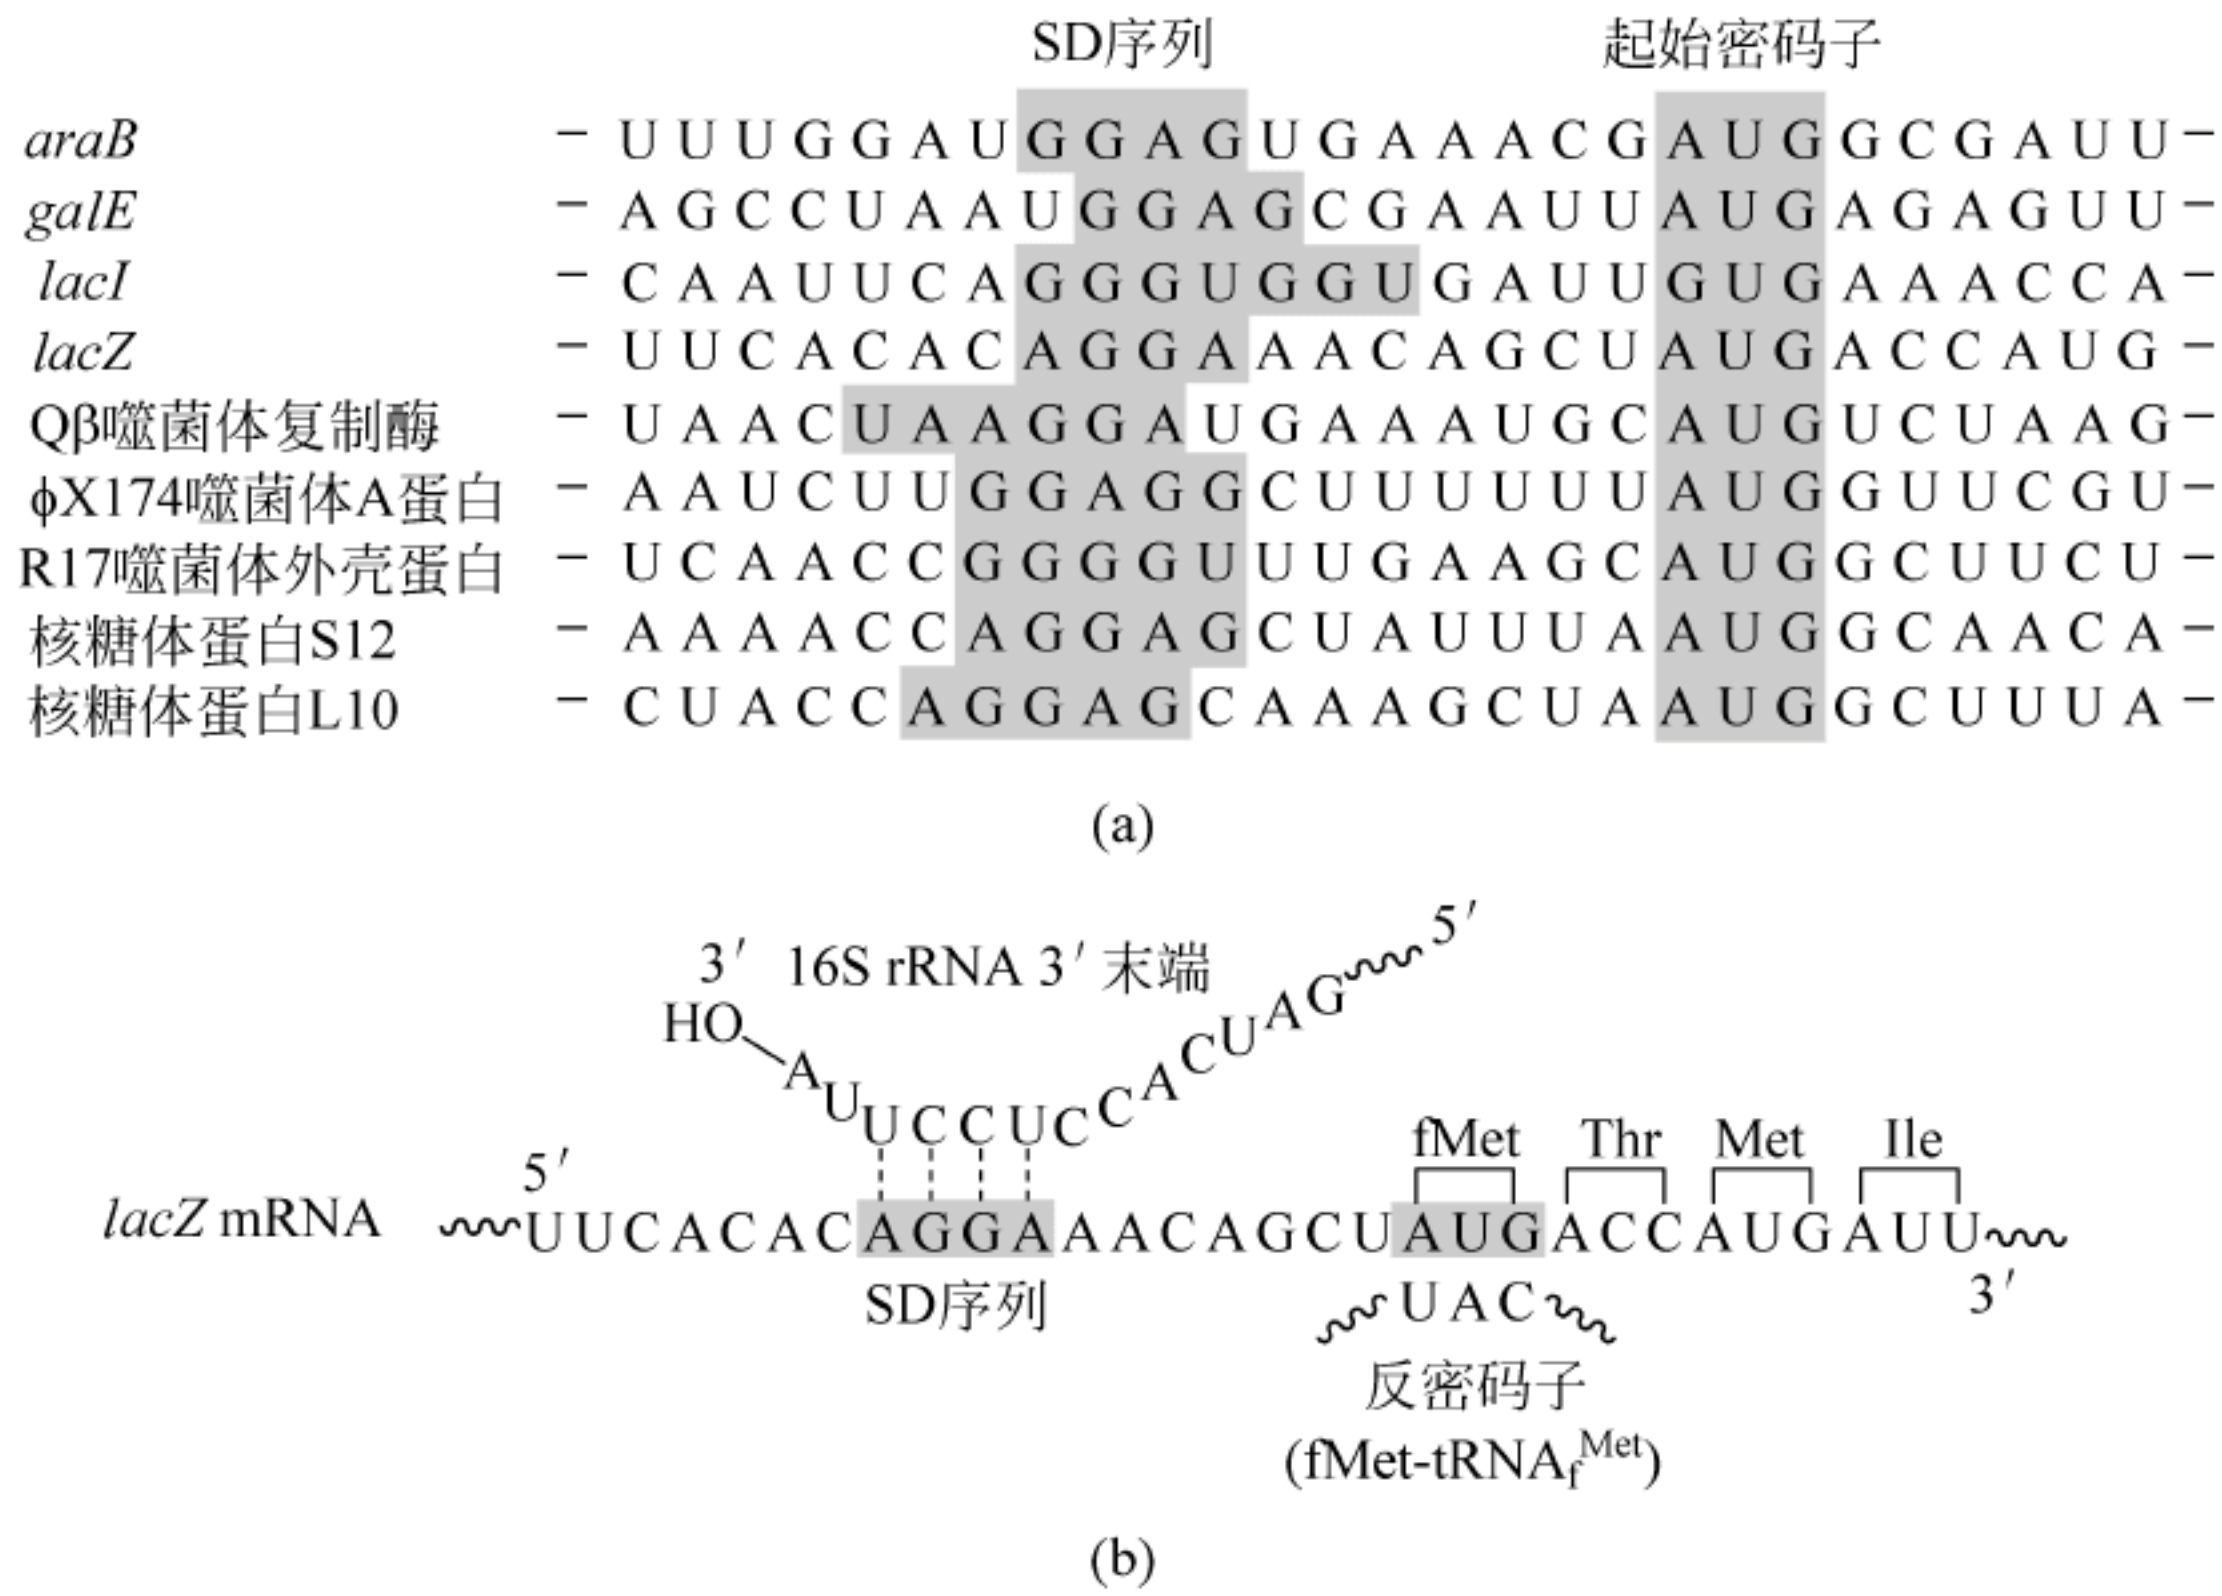 SD序列 起始密码子
araB – U U U G G A U G G A G U G A A A C G A U G G C G A U U –
galE – A G C C U A A U G G A G C G A A U U A U G A G A G U U –
lacI – C A A U U C A G G G U G G U G A U U G U G A A A C C A –
lacZ – U U C A C A C A G G A A A C A G C U A U G A C C A U G –
Qβ噬菌体复制酶 – U A A C U A A G G A U G A A A U G C A U G U C U A A G –
ϕX174噬菌体A蛋白 – A A U C U U G G A G G C U U U U U U A U G G U U C G U –
R17噬菌体外壳蛋白 – U C A A C C G G G G U U U G A A G C A U G G C U U C U –
核糖体蛋白S12 – A A A A C C A G G A G C U A U U U A A U G G C A A C A –
核糖体蛋白L10 – C U A C C A G G A G C A A A G C U A A U G G C U U U A –
(a)
3′ 16S rRNA 3′末端 5′
HO
A U U C C U C C A C U A G
fMet Thr Met Ile
5′
lacZ mRNA U U C A C A C A G G A A A C A G C U A U G A C C A U G A U U
3′
SD序列
U A C
反密码子
(fMet-tRNAfMet)
(b)